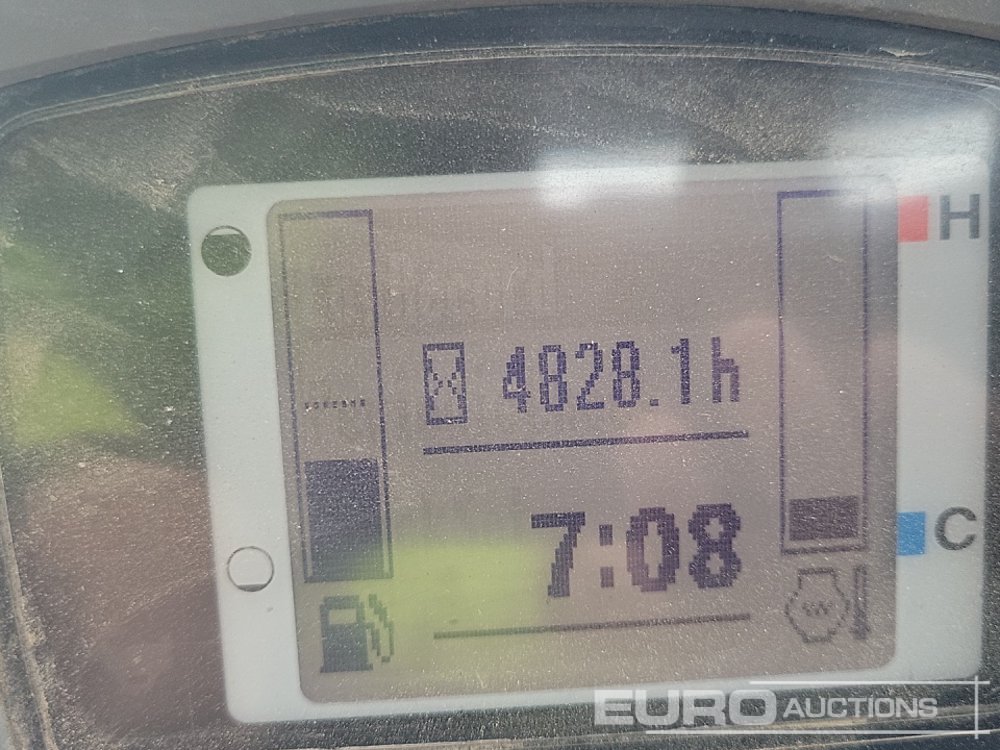 H
4828.1h
7:08
C
W
EURO AUCTIONS